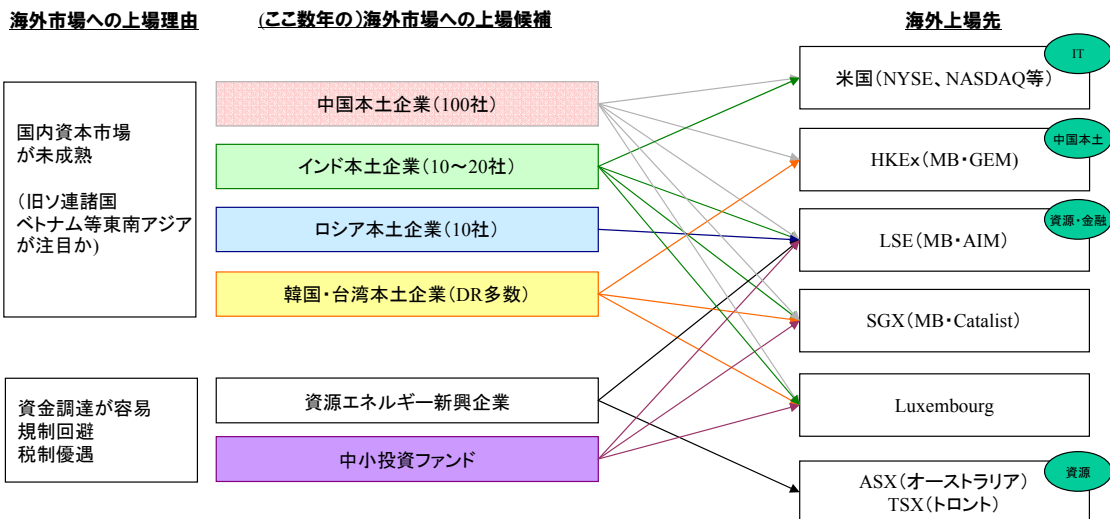 海外市場への上場理由
(ここ数年の)海外市場への上場候補
海外上場先
国内資本市場
が未成熟
(旧ソ連諸国
ベトナム等東南アジア
が注目か)
資金調達が容易
規制回避
税制優遇
中国本土企業(100社)
インド本土企業(10〜20社)
ロシア本土企業(10社)
韓国・台湾本土企業(DR多数)
資源エネルギー新興企業
中小投資ファンド
IT
米国(NYSE、NASDAQ等)
中国本土
HKEx(MB・GEM)
資源・金融
LSE(MB・AIM)
SGX(MB・Catalist)
Luxembourg
資源
ASX(オーストラリア)
TSX(トロント)